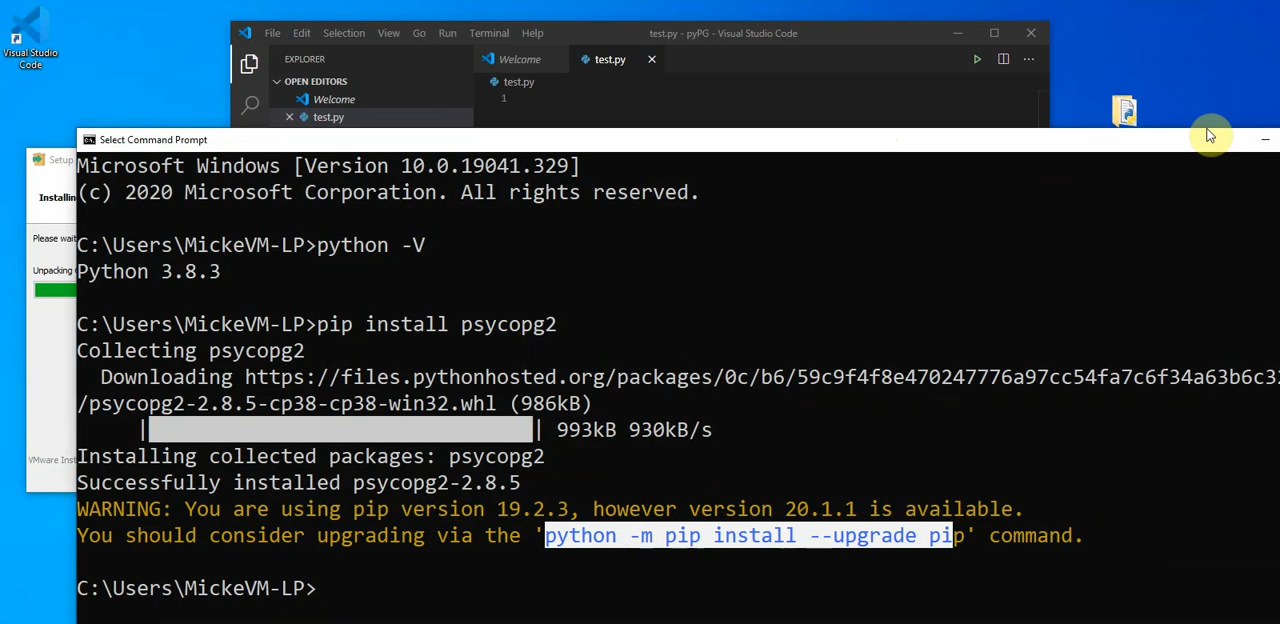 Visual Studio
Code
File Edit Selection View Go Run Terminal Help
test.py - pyPG - Visual Studio Code
EXPLORER
Welcome
test.py
OPEN EDITORS
test.py
Welcome
1
test.py
Select Command Prompt
Setup
Installin
Please wai
Unpacking
VMware Inst
Microsoft Windows [Version 10.0.19041.329]
(c) 2020 Microsoft Corporation. All rights reserved.
C:\Users\MickeVM-LP>python -V
Python 3.8.3
C:\Users\MickeVM-LP>pip install psycopg2
Collecting psycopg2
Downloading https://files.pythonhosted.org/packages/0c/b6/59c9f4f8e470247776a97cc54fa7c6f34a63b6c32
/psycopg2-2.8.5-cp38-cp38-win32.whl (986kB)
| | 993kB 930kB/s
Installing collected packages: psycopg2
Successfully installed psycopg2-2.8.5
WARNING: You are using pip version 19.2.3, however version 20.1.1 is available.
You should consider upgrading via the 'python -m pip install --upgrade pip' command.
C:\Users\MickeVM-LP>